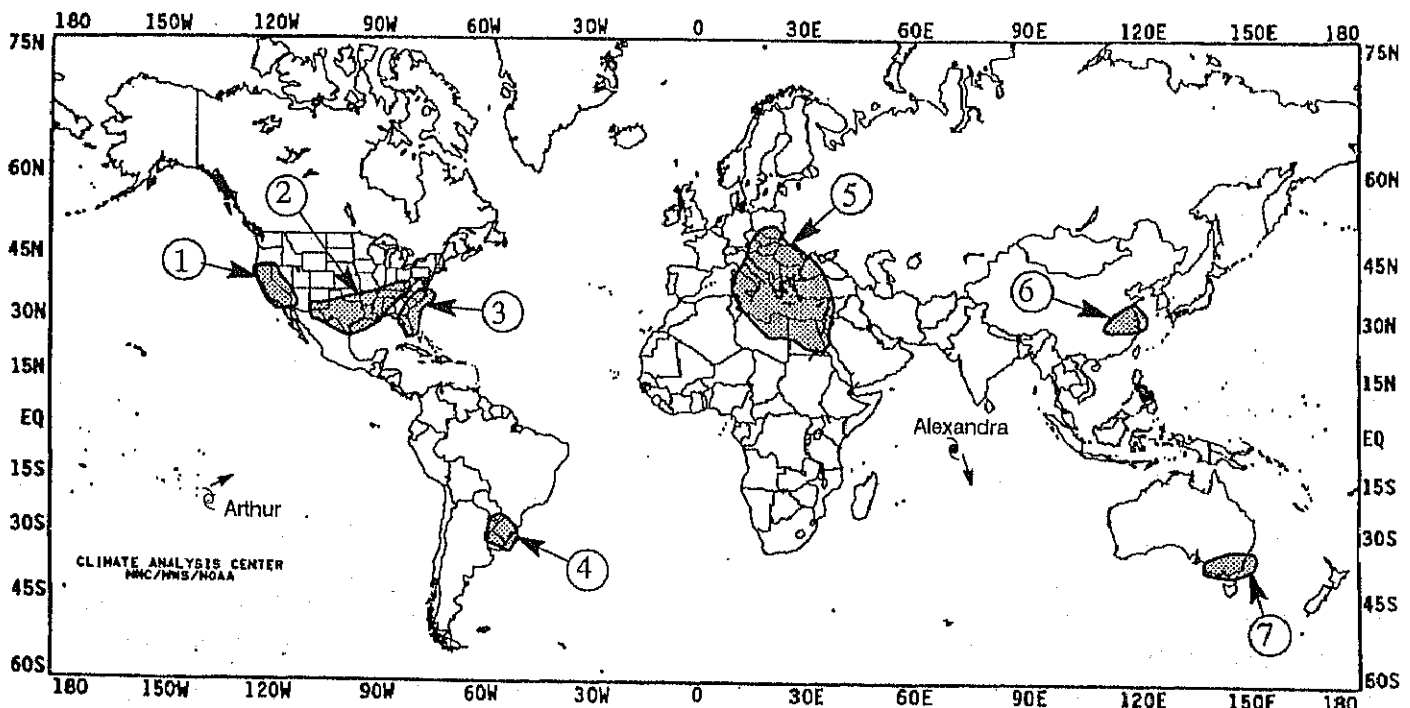 180 150W 120W 90W 60W 30W 0 30E 60E 90E 120E 150E 180
75N 75N
60N 60N
2 5
45N 45N
1
6
30N 3 30N
15N 15N
EQ Alexandra EQ
15S 15S
Arthur
30S 30S
CLIMATE ANALYSIS CENTER
NMC/NWS/NOAA
4
45S 45S
7
60S 60S
180 150W 120W 90W 60W 30W 0 30E 60E 90E 120E 150E 180